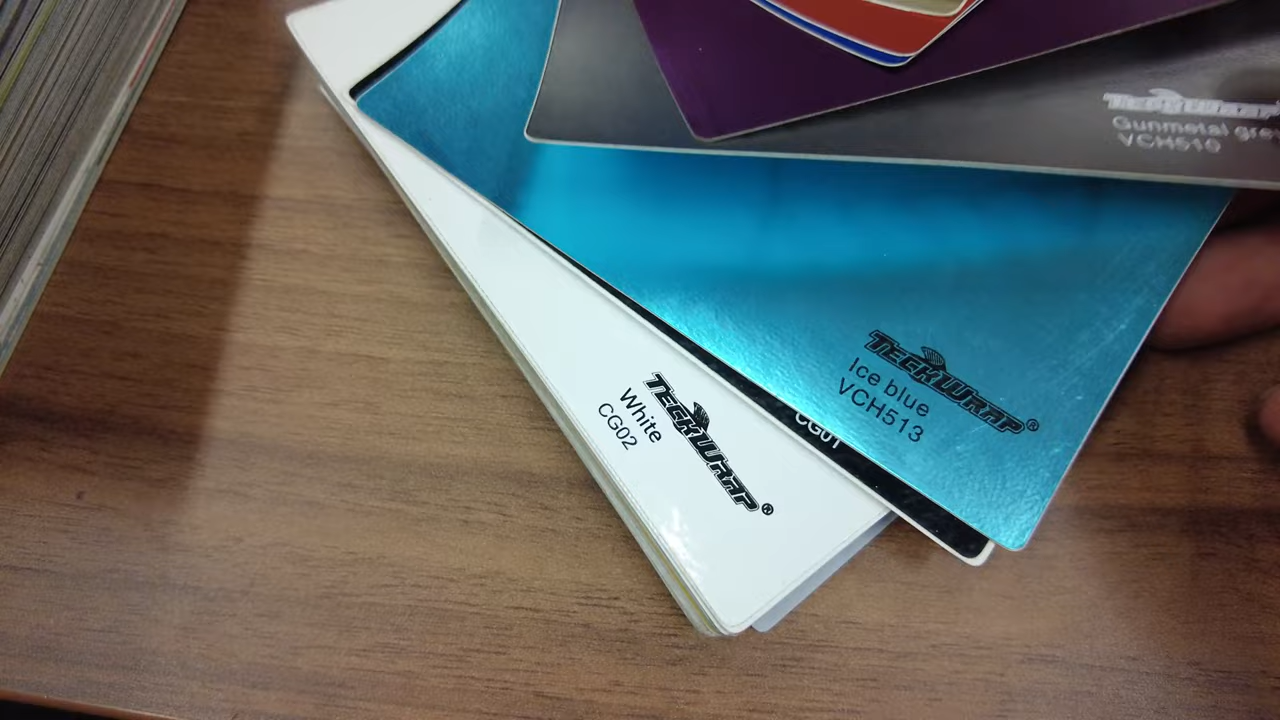 TECKWRAP
Gunmetal grey
VCH510
TECKWRAP®
Ice blue
VCH513
CG01
TECKWRAP®
White
CG02